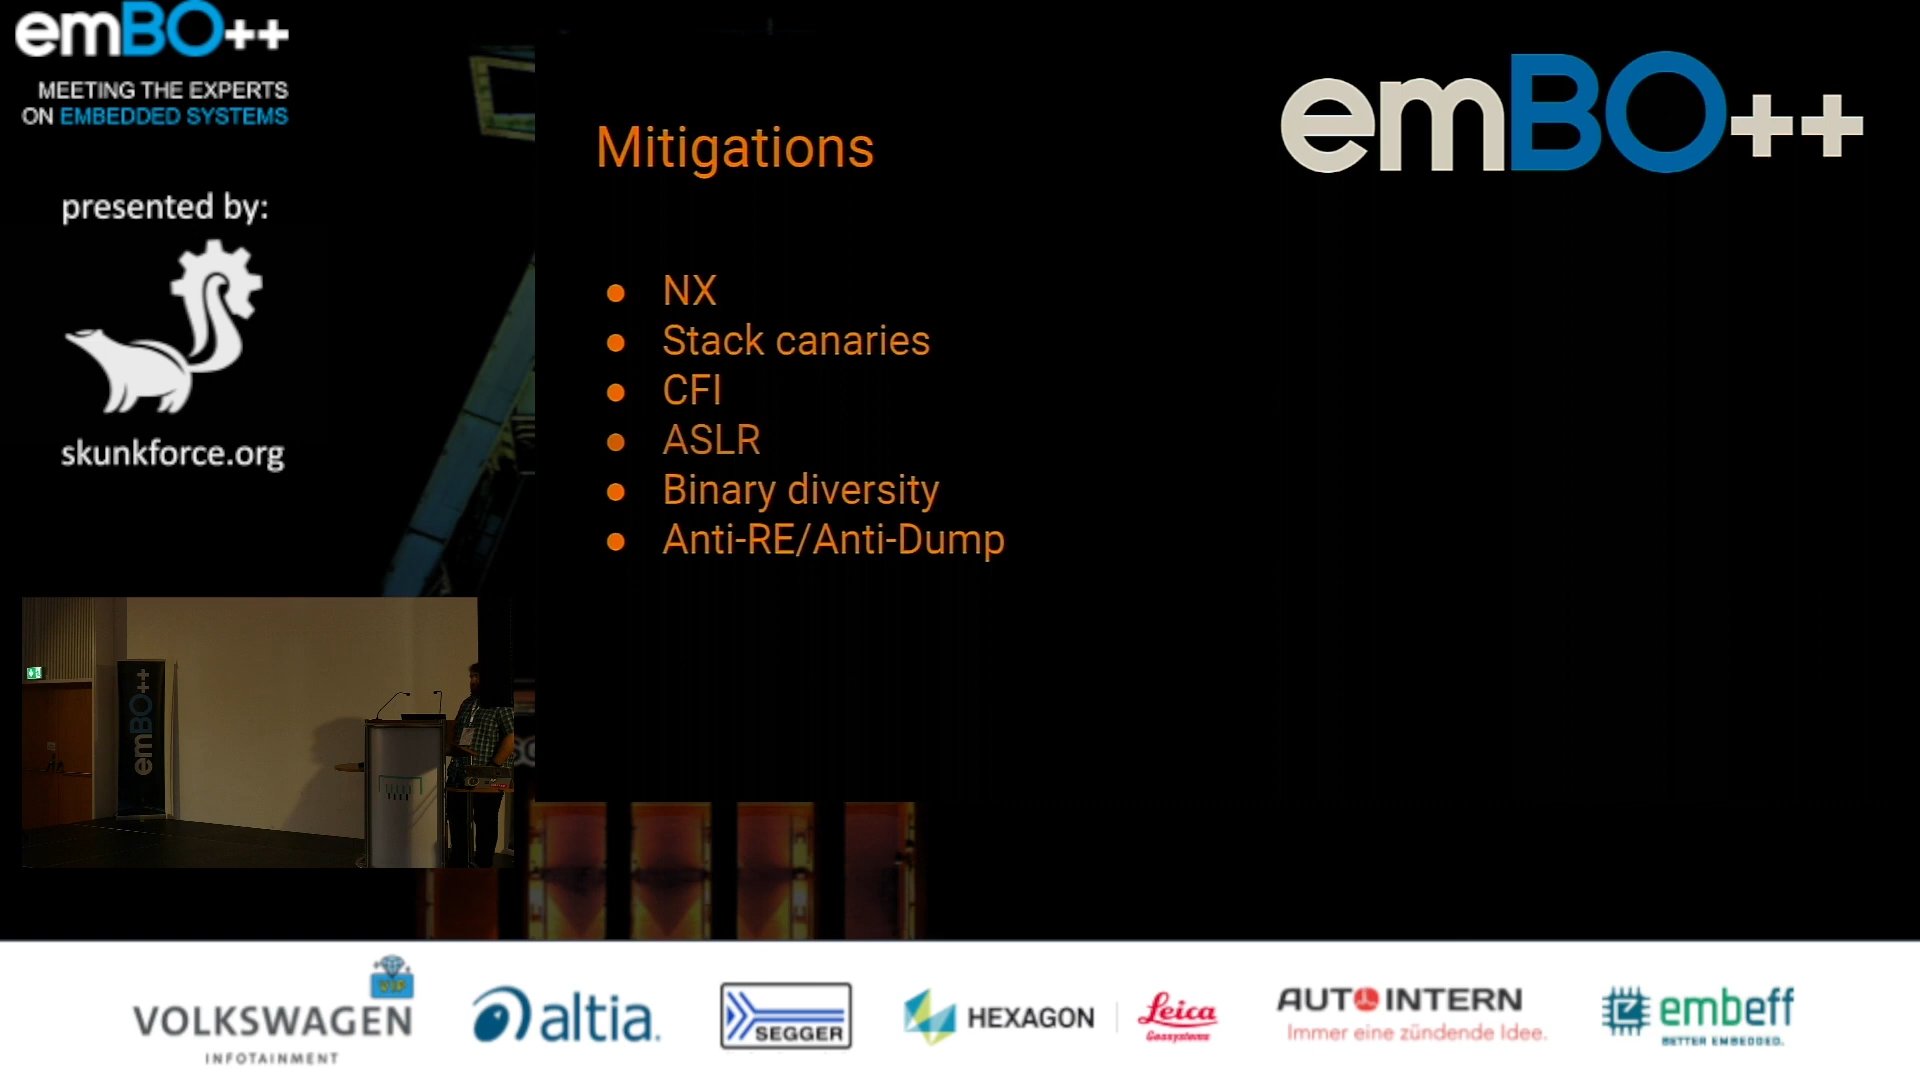 emBO++
MEETING THE EXPERTS
ON EMBEDDED SYSTEMS
presented by:
skunkforce.org
emBO++
Mitigations
● NX
● Stack canaries
● CFI
● ASLR
● Binary diversity
● Anti-RE/Anti-Dump
emBO++
VIP
VOLKSWAGEN
INFOTAINMENT
altia.
SEGGER
HEXAGON
Leica
Geosystems
AUTOINTERN
Immer eine zündende Idee.
embeff
BETTER EMBEDDED.